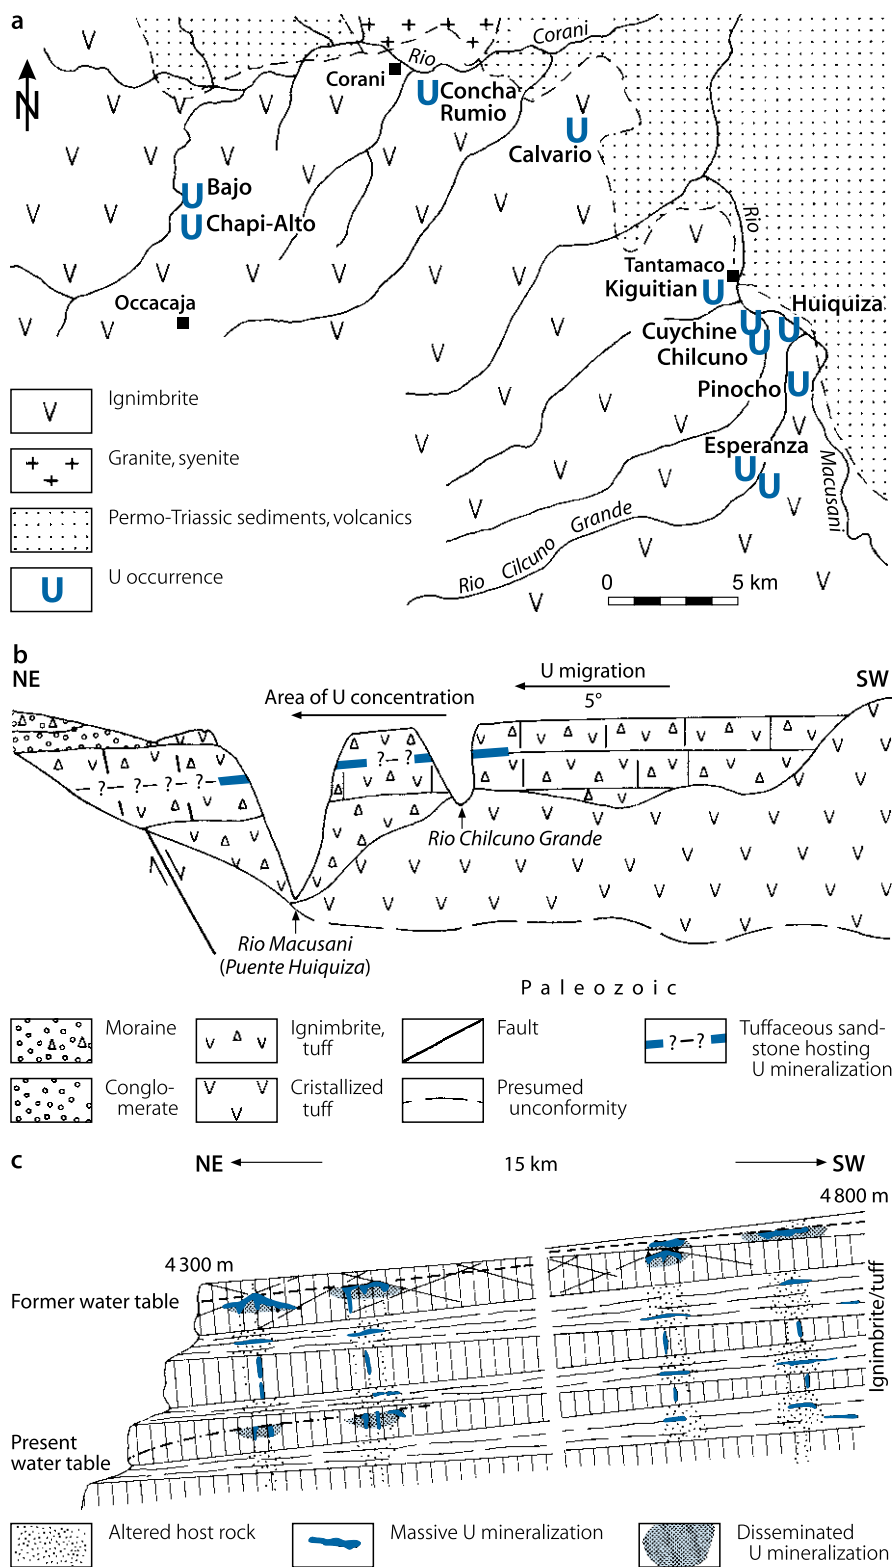 a
N
Corani
Rio
Corani
U
Concha
Rumio
U
Calvario
U Bajo
U Chapi-Alto
Occacaja
Rio
Tantamaco
Kiguitian U
Huiquiza
U
Cuychine U
Chilcuno
U
Pinocho U
Esperanza
U
U
Macusani
Rio Cilcuno Grande
Ignimbrite
Granite, syenite
Permo-Triassic sediments, volcanics
U
U occurrence
0 5 km
b
NE
SW
U migration
5°
Area of U concentration
?–?
?– ?– ?– ?–
Rio Chilcuno Grande
Rio Macusani
(Puente Huiquiza)
Paleozoic
Moraine
Ignimbrite,
tuff
Fault
?–?
Tuffaceous sand-
stone hosting
U mineralization
Conglo-
merate
Cristallized
tuff
Presumed
unconformity
c
NE
15 km
SW
4 800 m
4 300 m
Former water table
Ignimbrite/tuff
Present
water table
Altered host rock
Massive U mineralization
Disseminated
U mineralization